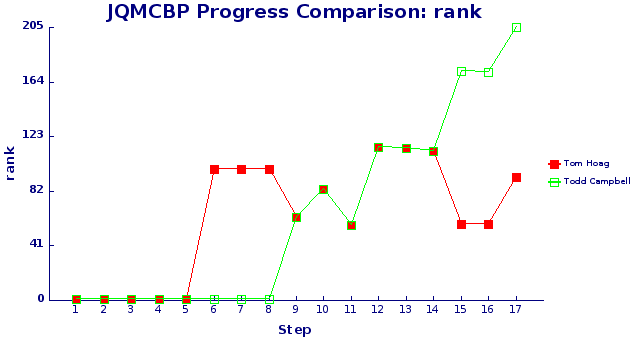 JQMCBP Progress Comparison: rank
205
164
123
82
41
0
rank
1 2 3 4 5 6 7 8 9 10 11 12 13 14 15 16 17
Step
Tom Hoag
Todd Campbell